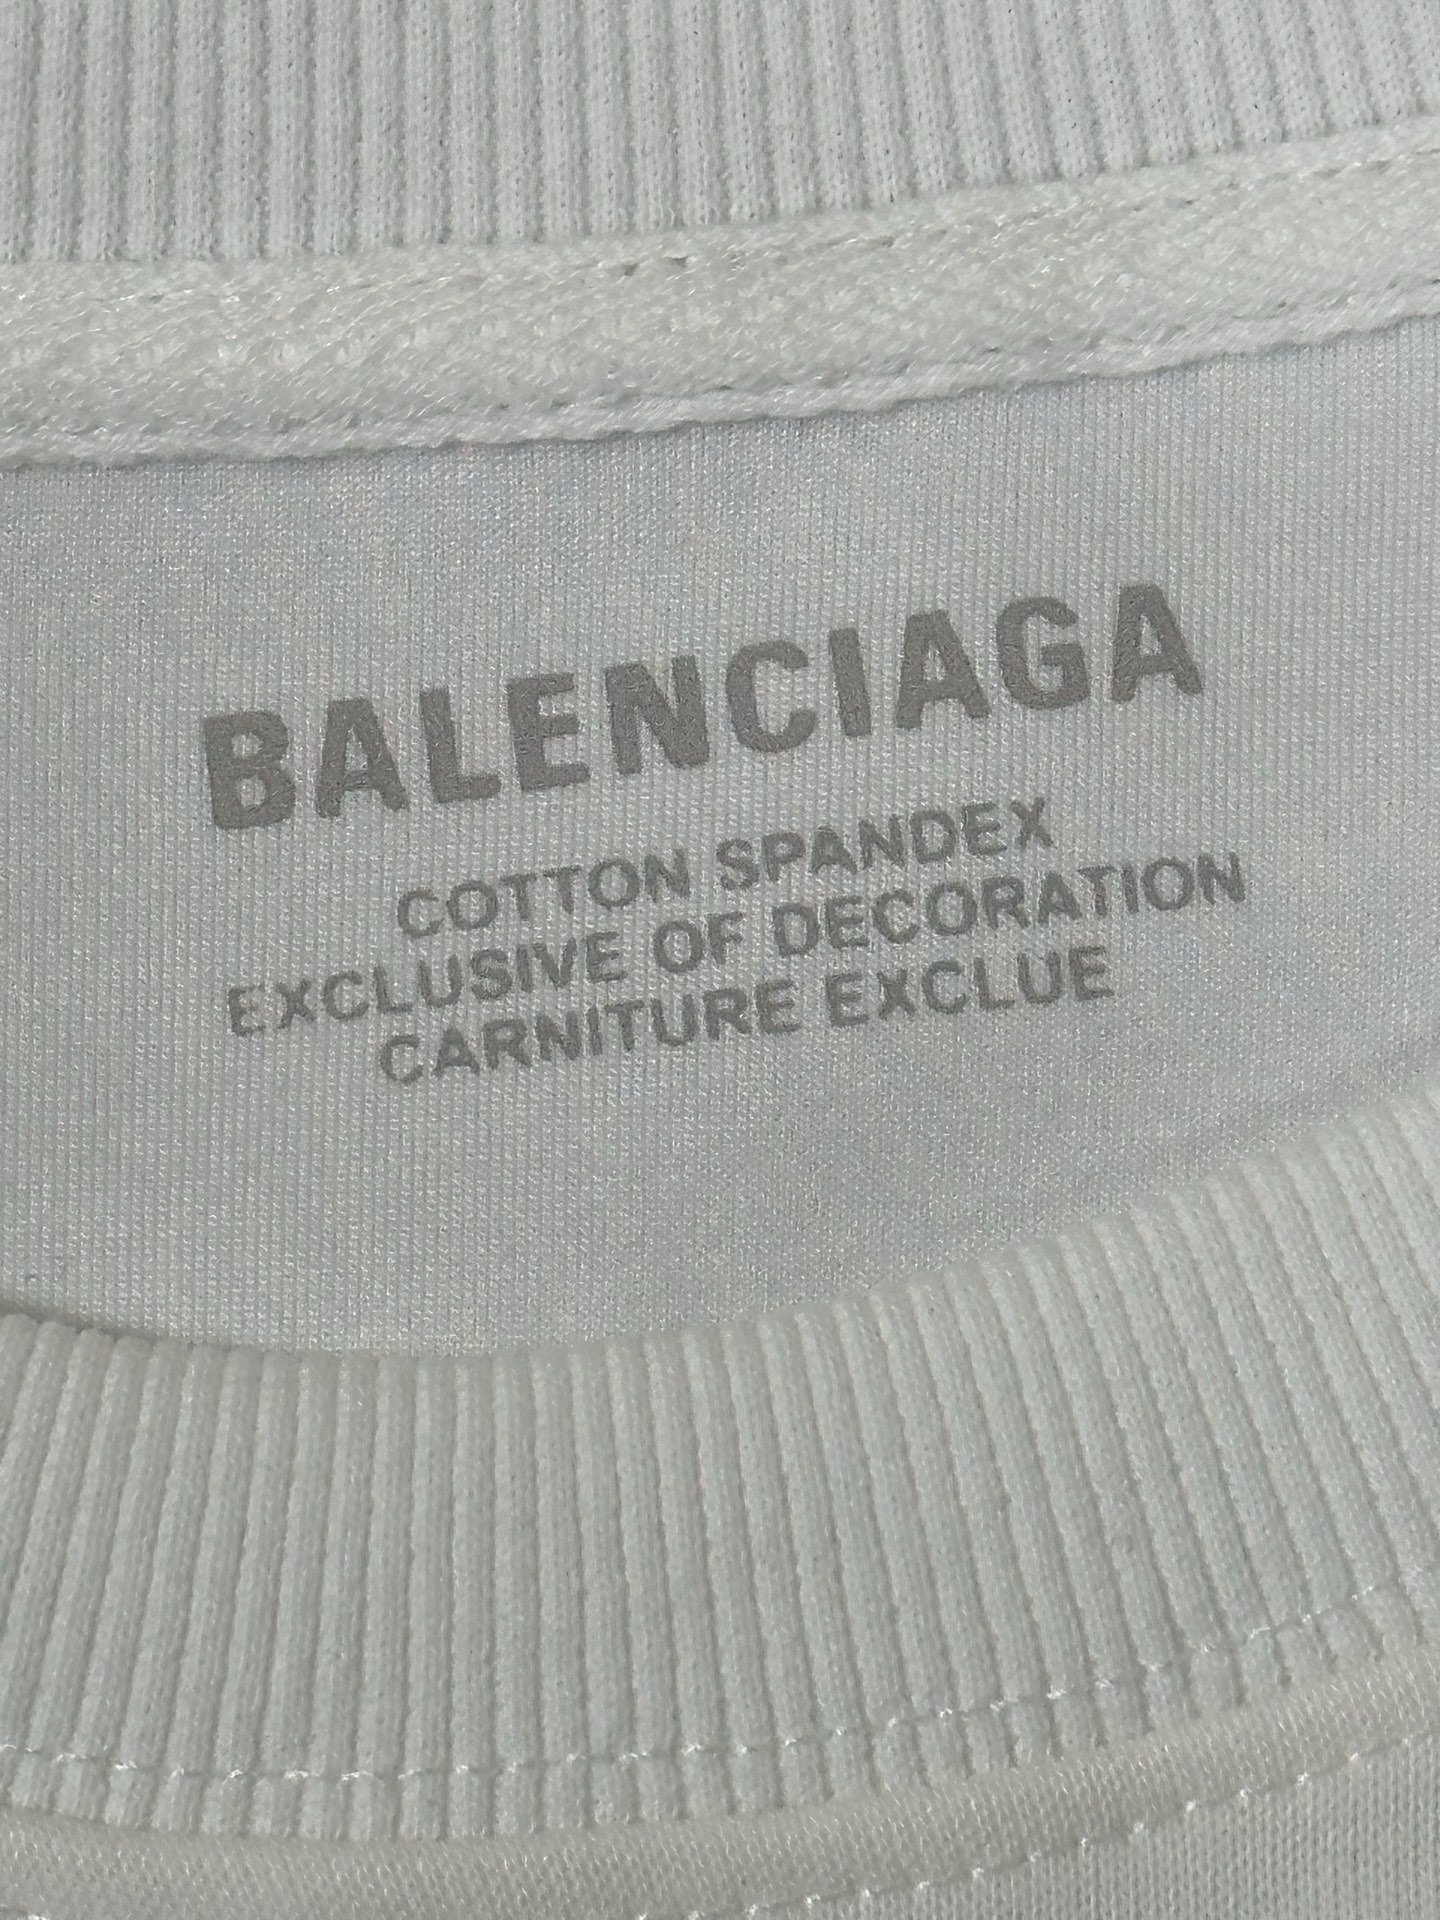 BALENCIAGA
COTTON SPANDEX
EXCLUSIVE OF DECORATION
CARNITURE EXCLUE